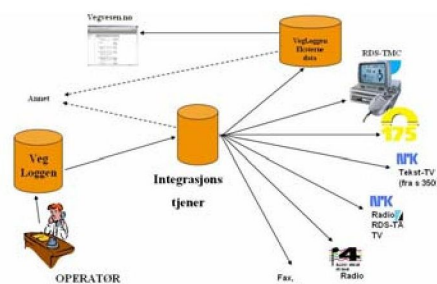 Vegvesen.no
VegLoggen
Eksterne
data
RDS-TMC
Annet
175
Veg
Loggen
NRK
Tekst-TV
(fra s 350)
Integrasjons
tjener
NRK
Radio
RDS-TA
TV
OPERATØR
Fax,
Radio